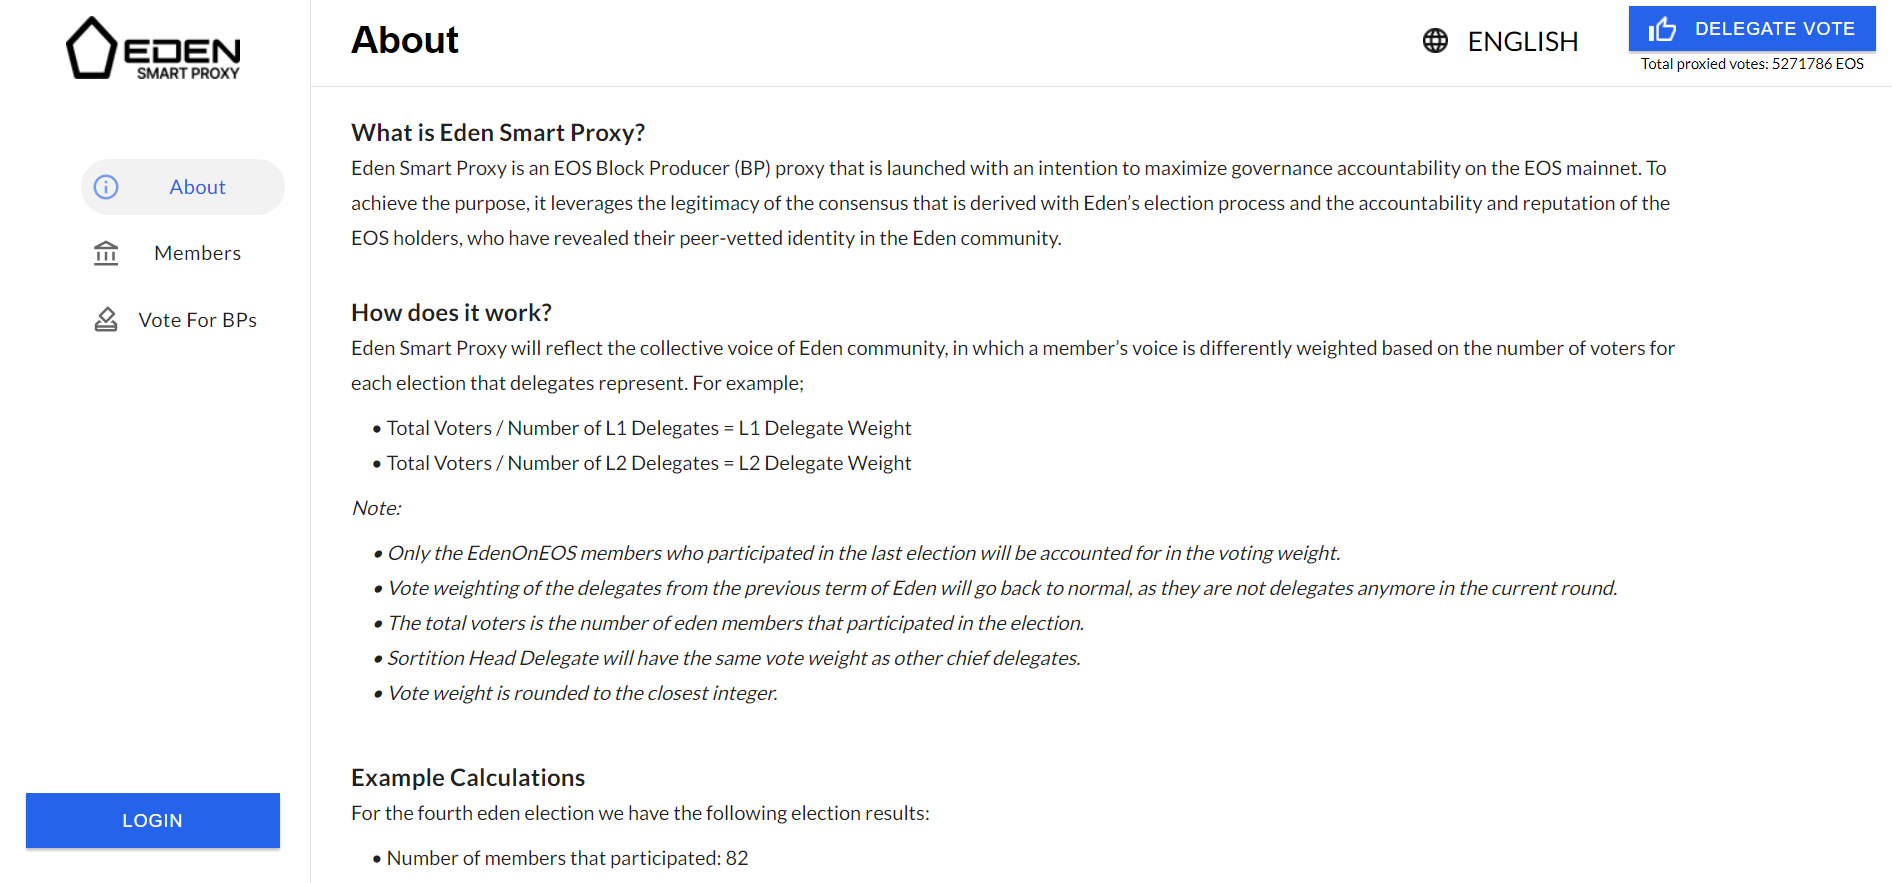 EDEN
SMART PROXY
About
Members
Vote For BPs
LOGIN
About
ENGLISH
DELEGATE VOTE
Total proxied votes: 5271786 EOS
What is Eden Smart Proxy?
Eden Smart Proxy is an EOS Block Producer (BP) proxy that is launched with an intention to maximize governance accountability on the EOS mainnet. To
achieve the purpose, it leverages the legitimacy of the consensus that is derived with Eden’s election process and the accountability and reputation of the
EOS holders, who have revealed their peer-vetted identity in the Eden community.
How does it work?
Eden Smart Proxy will reflect the collective voice of Eden community, in which a member’s voice is differently weighted based on the number of voters for
each election that delegates represent. For example;
• Total Voters / Number of L1 Delegates = L1 Delegate Weight
• Total Voters / Number of L2 Delegates = L2 Delegate Weight
Note:
• Only the EdenOnEOS members who participated in the last election will be accounted for in the voting weight.
• Vote weighting of the delegates from the previous term of Eden will go back to normal, as they are not delegates anymore in the current round.
• The total voters is the number of eden members that participated in the election.
• Sortition Head Delegate will have the same vote weight as other chief delegates.
• Vote weight is rounded to the closest integer.
Example Calculations
For the fourth eden election we have the following election results:
• Number of members that participated: 82